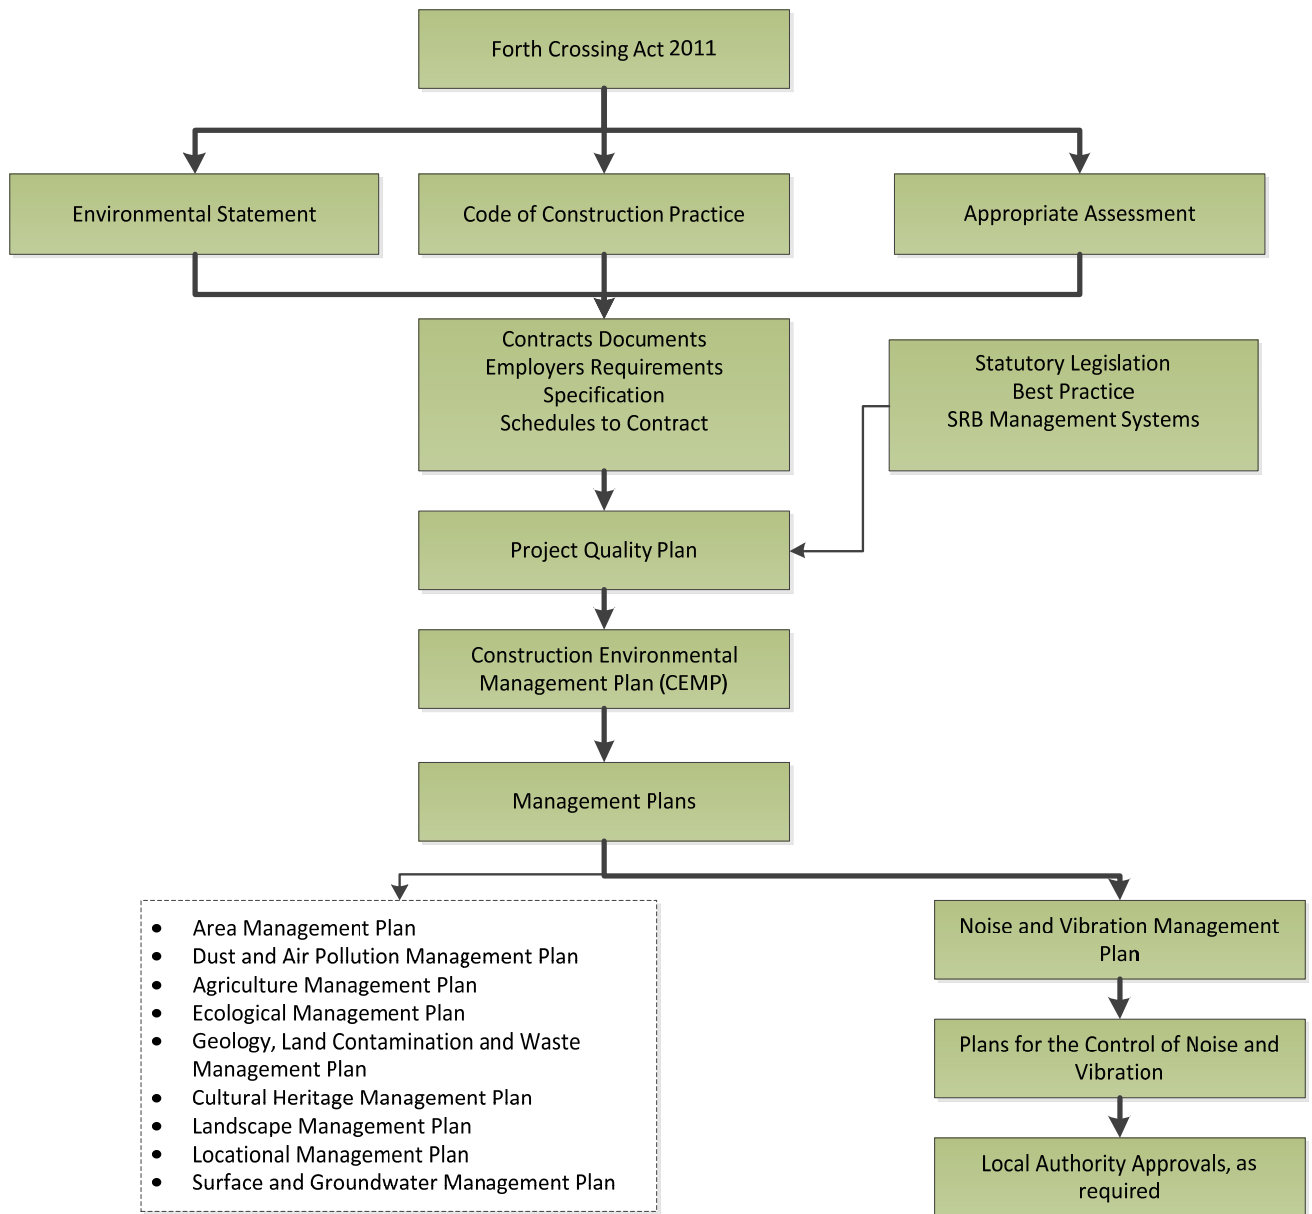 Forth Crossing Act 2011
Environmental Statement
Code of Construction Practice
Appropriate Assessment
Contracts Documents
Employers Requirements
Specification
Schedules to Contract
Statutory Legislation
Best Practice
SRB Management Systems
Project Quality Plan
Construction Environmental
Management Plan (CEMP)
Management Plans
• Area Management Plan
• Dust and Air Pollution Management Plan
• Agriculture Management Plan
• Ecological Management Plan
• Geology, Land Contamination and Waste
Management Plan
• Cultural Heritage Management Plan
• Landscape Management Plan
• Locational Management Plan
• Surface and Groundwater Management Plan
Noise and Vibration Management
Plan
Plans for the Control of Noise and
Vibration
Local Authority Approvals, as
required